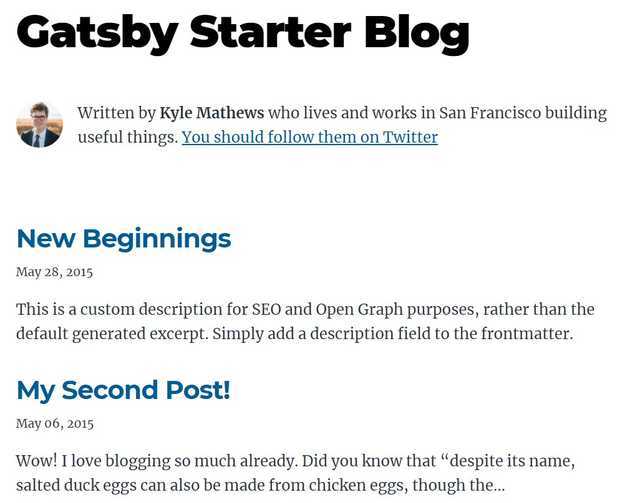 Gatsby Starter Blog
Written by Kyle Mathews who lives and works in San Francisco building
useful things. You should follow them on Twitter
New Beginnings
May 28, 2015
This is a custom description for SEO and Open Graph purposes, rather than the
default generated excerpt. Simply add a description field to the frontmatter.
My Second Post!
May 06, 2015
Wow! I love blogging so much already. Did you know that “despite its name,
salted duck eggs can also be made from chicken eggs, though the…